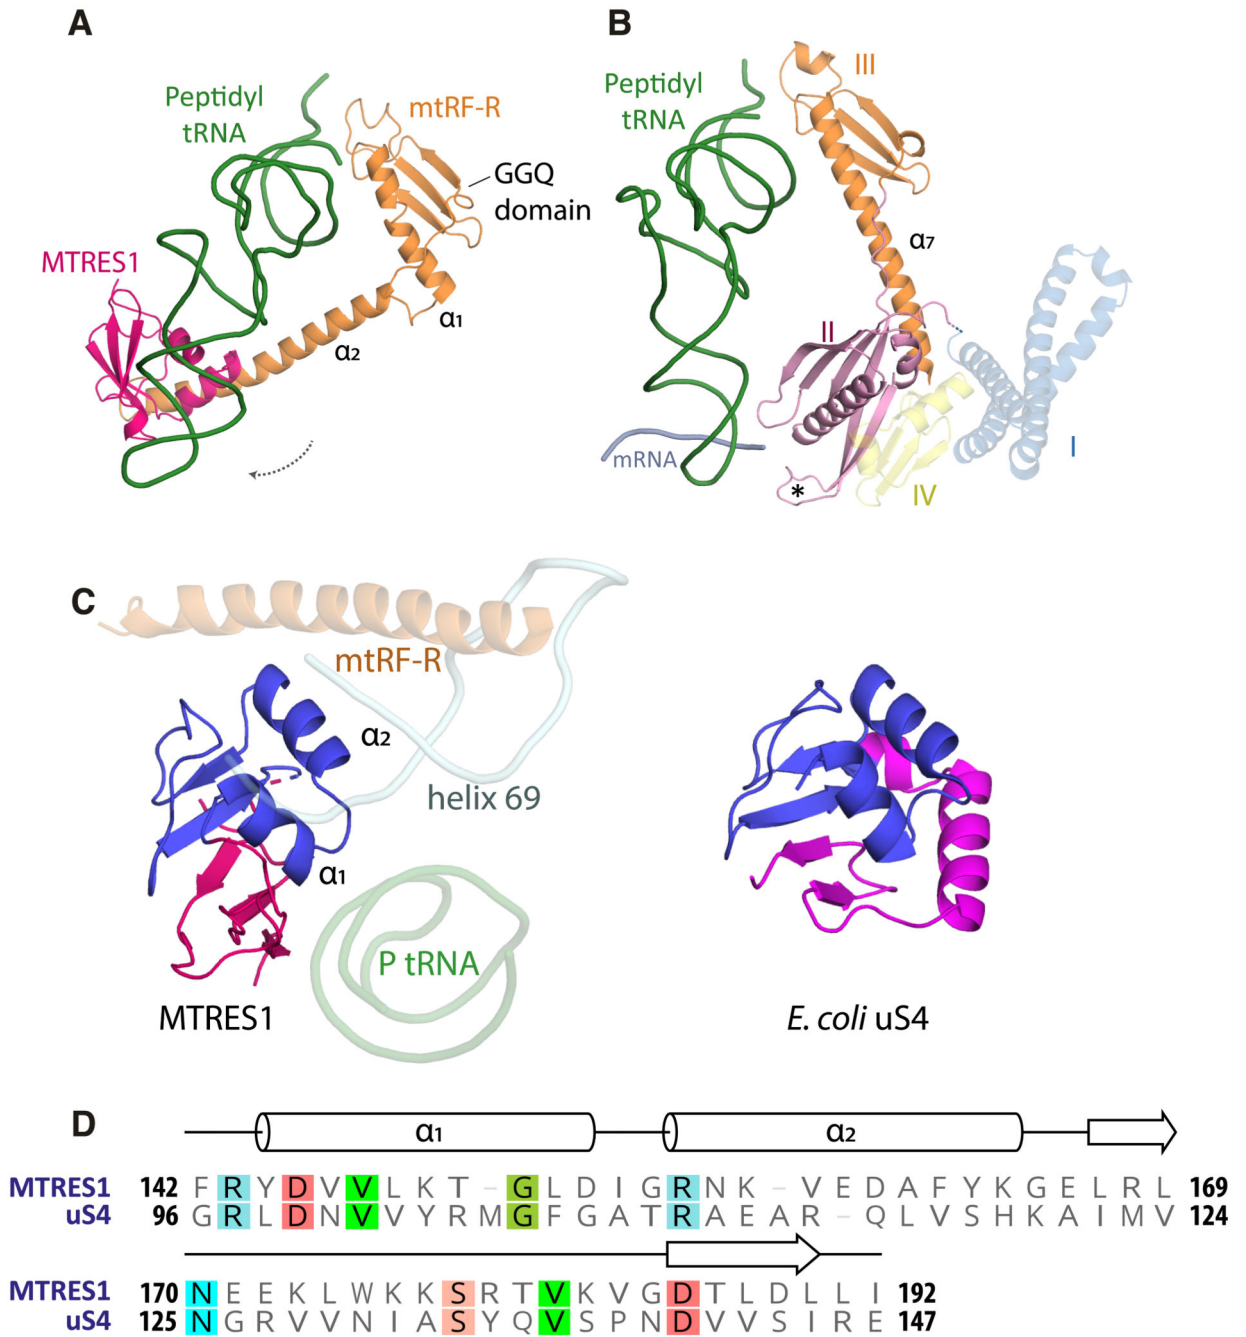 A
B
Peptidyl
tRNA
mtRF-R
GGQ
domain
MTRES1
α1
α2
Peptidyl
tRNA
III
α7
II
mRNA
*
IV
I
C
mtRF-R
α2
helix 69
α1
P tRNA
MTRES1
E. coli uS4
D
α1
α2
MTRES1 142 F R Y D V V L K T - G L D I G R N K - V E D A F Y K G E L R L 169
uS4 96 G R L D N V V Y R M G F G A T R A E A R - Q L V S H K A I M V 124
MTRES1 170 N E E K L W K K S R T V K V G D T L D L L I 192
uS4 125 N G R V V N I A S Y Q V S P N D V V S I R E 147